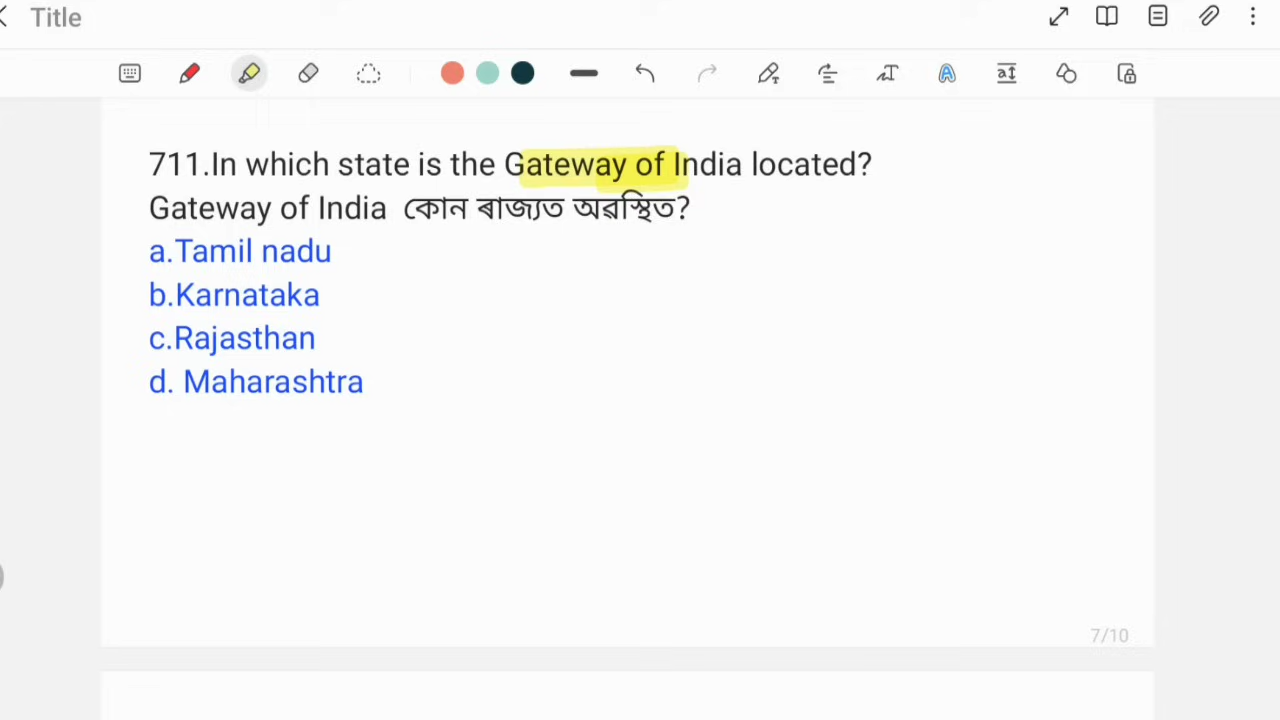 Title
711.In which state is the Gateway of India located?
Gateway of India কোন ৰাজ্যত অৱস্থিত?
a.Tamil nadu
b.Karnataka
c.Rajasthan
d. Maharashtra
7/10